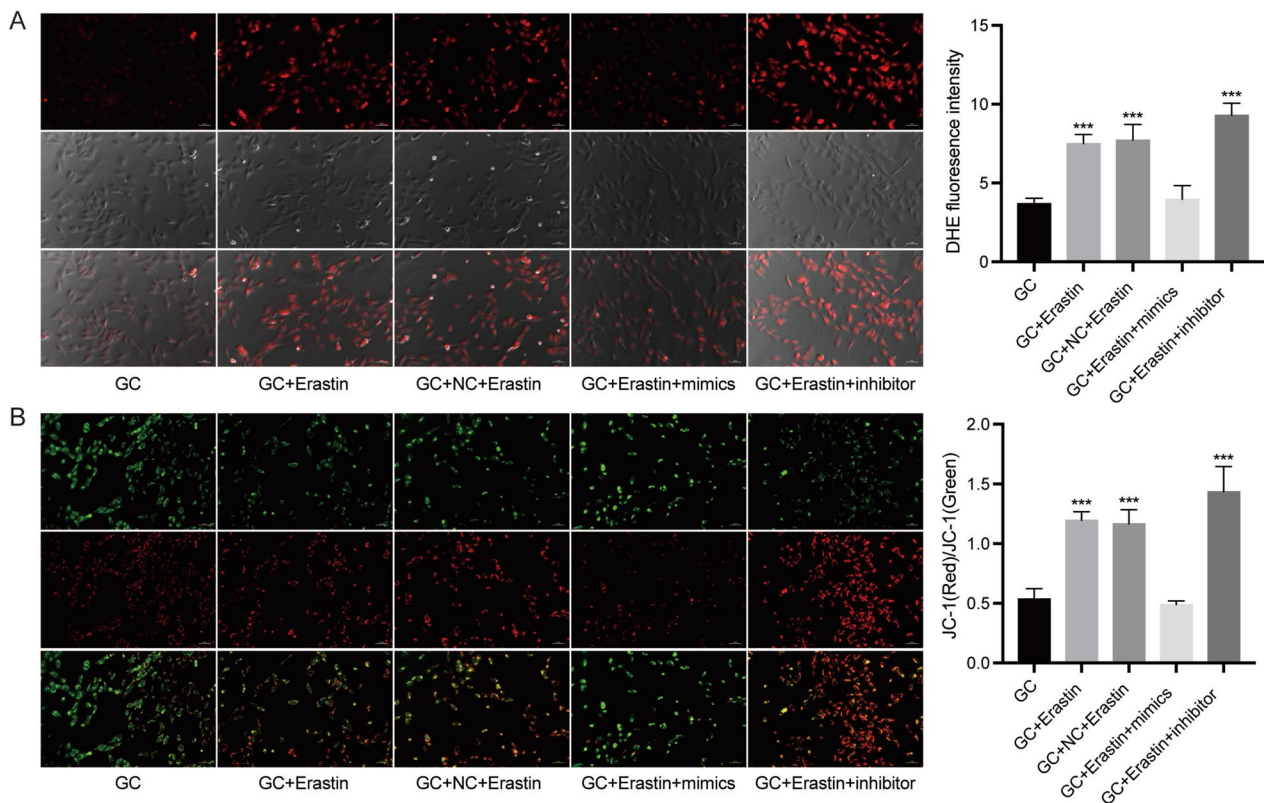 A
GC
GC+Erastin
GC+NC+Erastin
GC+Erastin+mimics
GC+Erastin+inhibitor
DHE fluoresence intensity
15
10
5
0
***
***
***
GC
GC+Erastin
GC+NC+Erastin
GC+Erastin+mimics
GC+Erastin+inhibitor
B
GC
GC+Erastin
GC+NC+Erastin
GC+Erastin+mimics
GC+Erastin+inhibitor
JC-1(Red)/JC-1(Green)
2.0
1.5
1.0
0.5
0.0
***
***
***
GC
GC+Erastin
GC+NC+Erastin
GC+Erastin+mimics
GC+Erastin+inhibitor